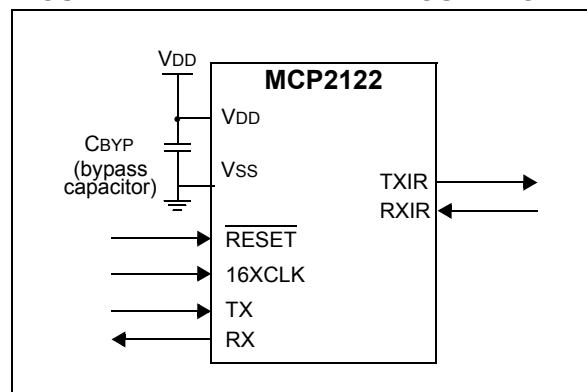 VDD
MCP2122
VDD
CBYP
(bypass
capacitor)
VSS
TXIR
RXIR
RESET
16XCLK
TX
RX